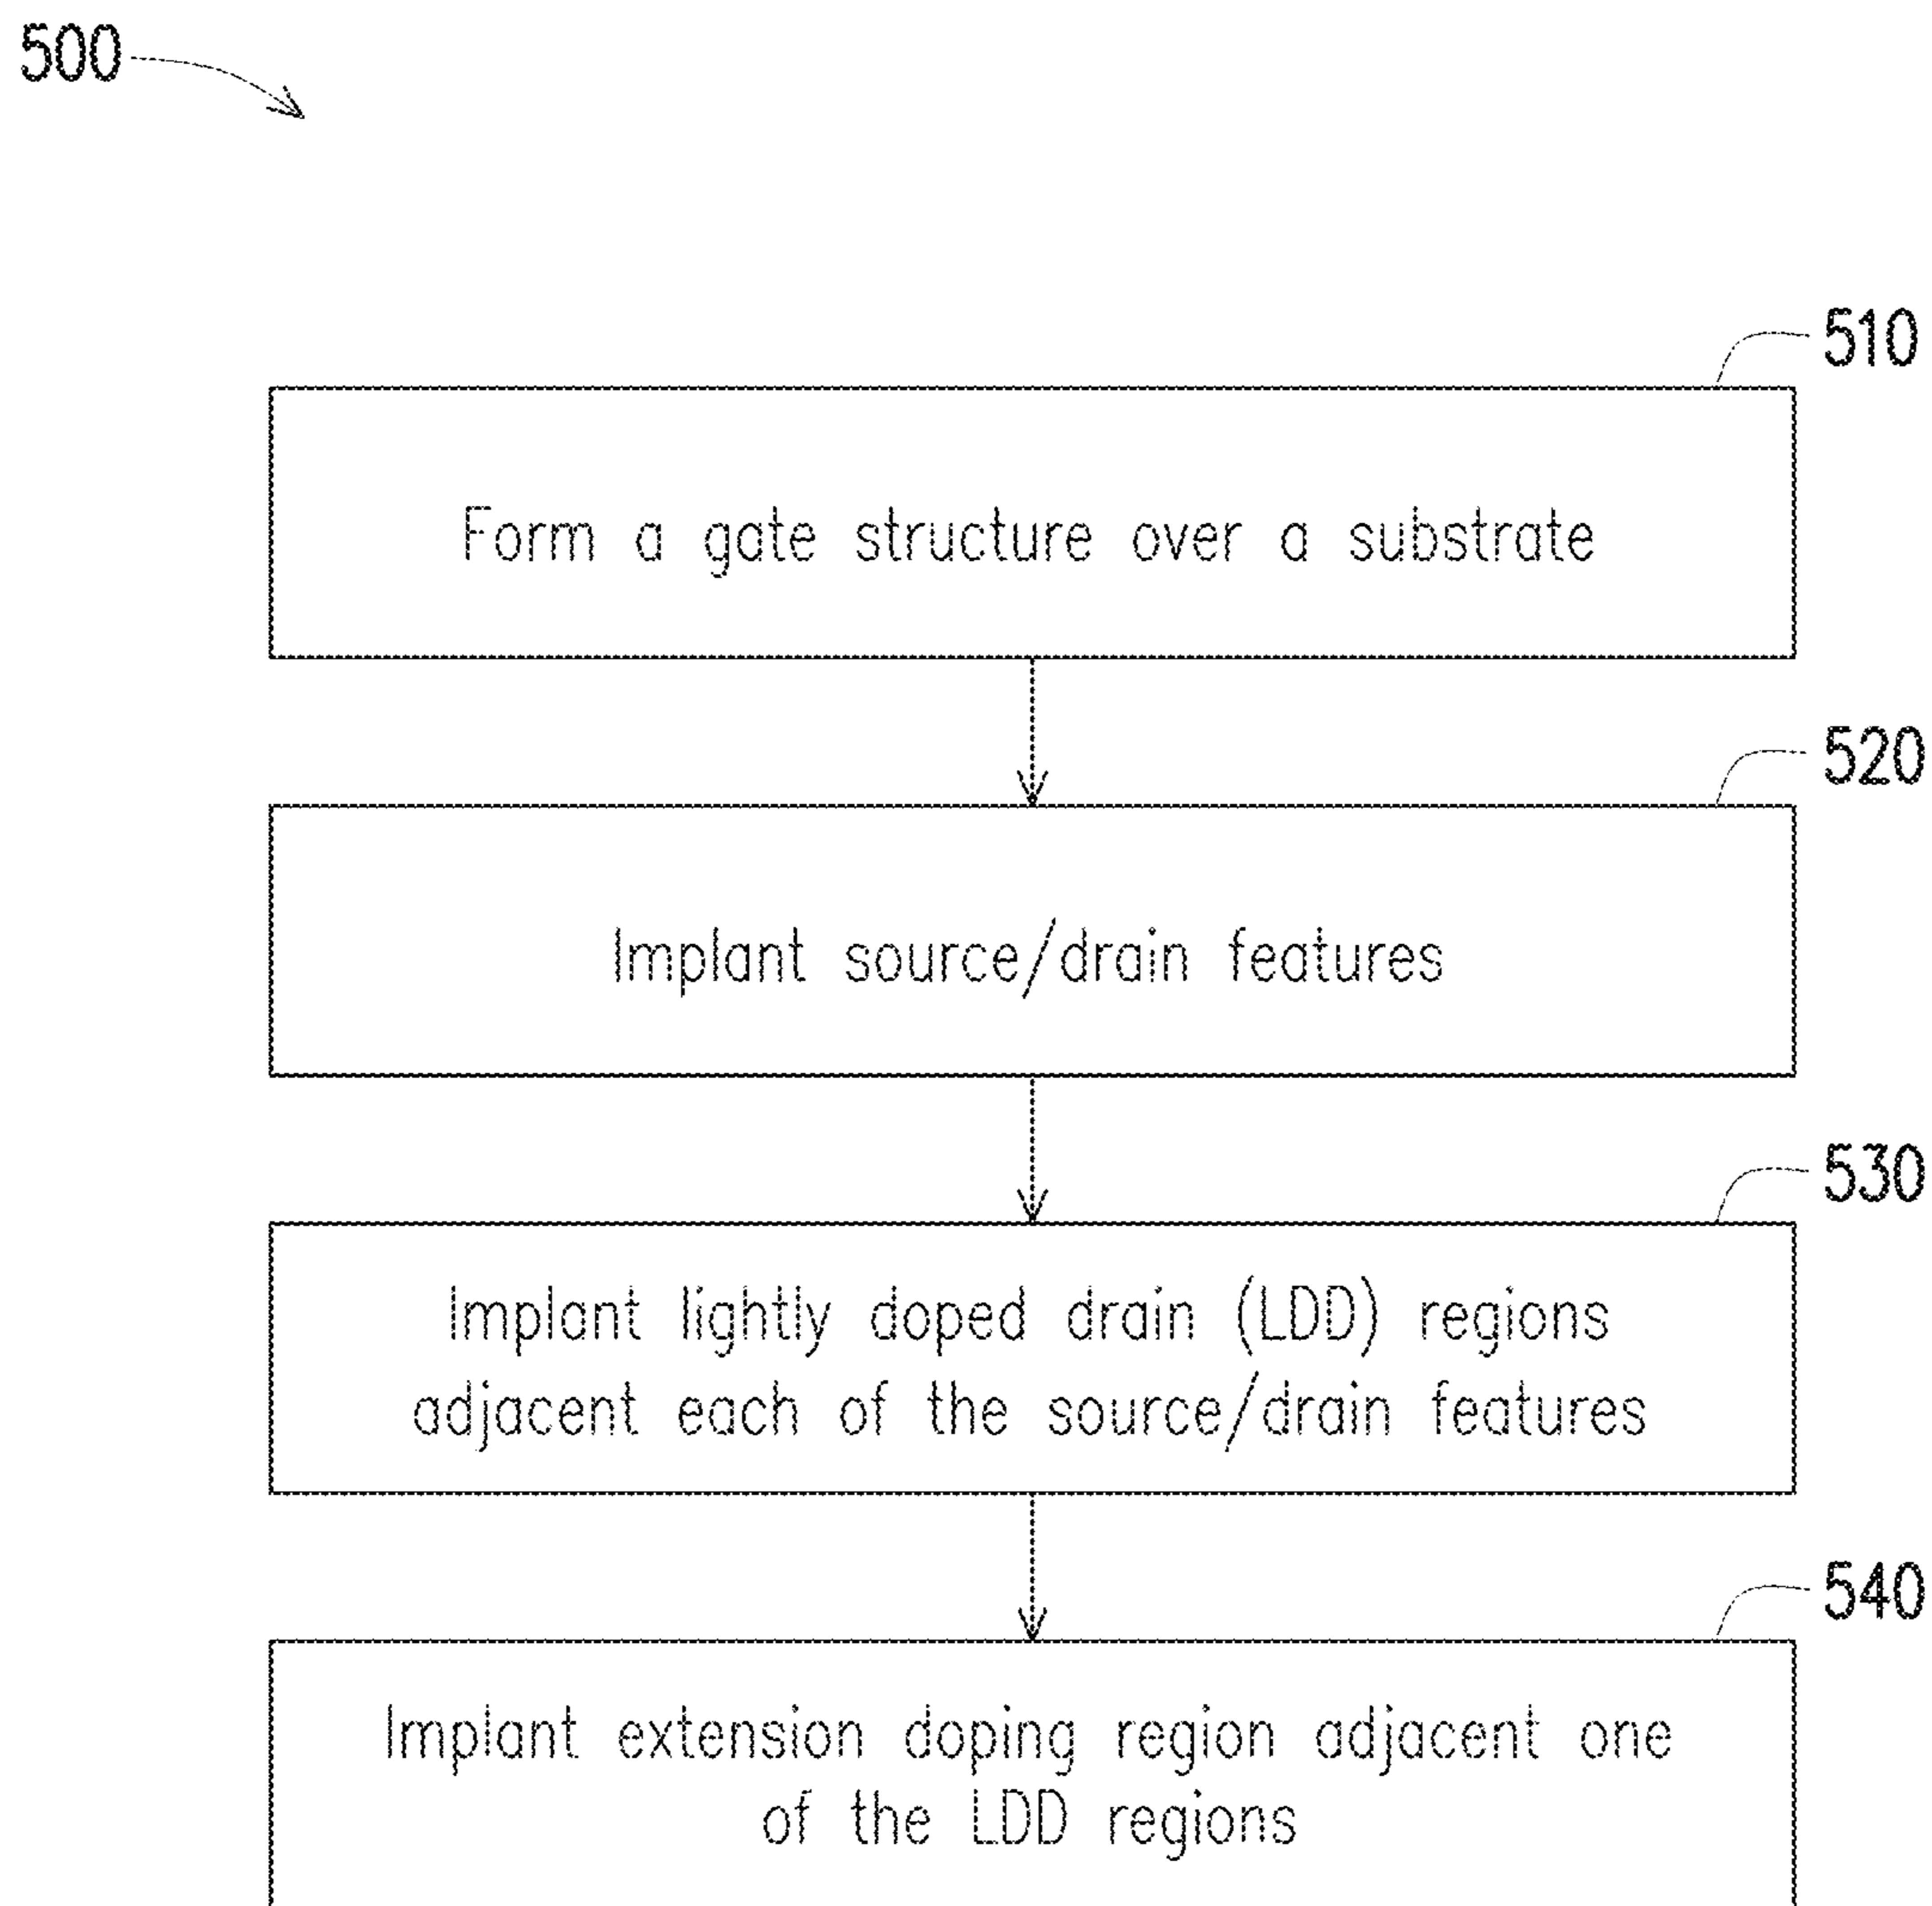 500
510
Form a gate structure over a substrate
520
Implant source/drain features
530
Implant lightly doped drain (LDD) regions
adjacent each of the source/drain features
540
Implant extension doping region adjacent one
of the LDD regions